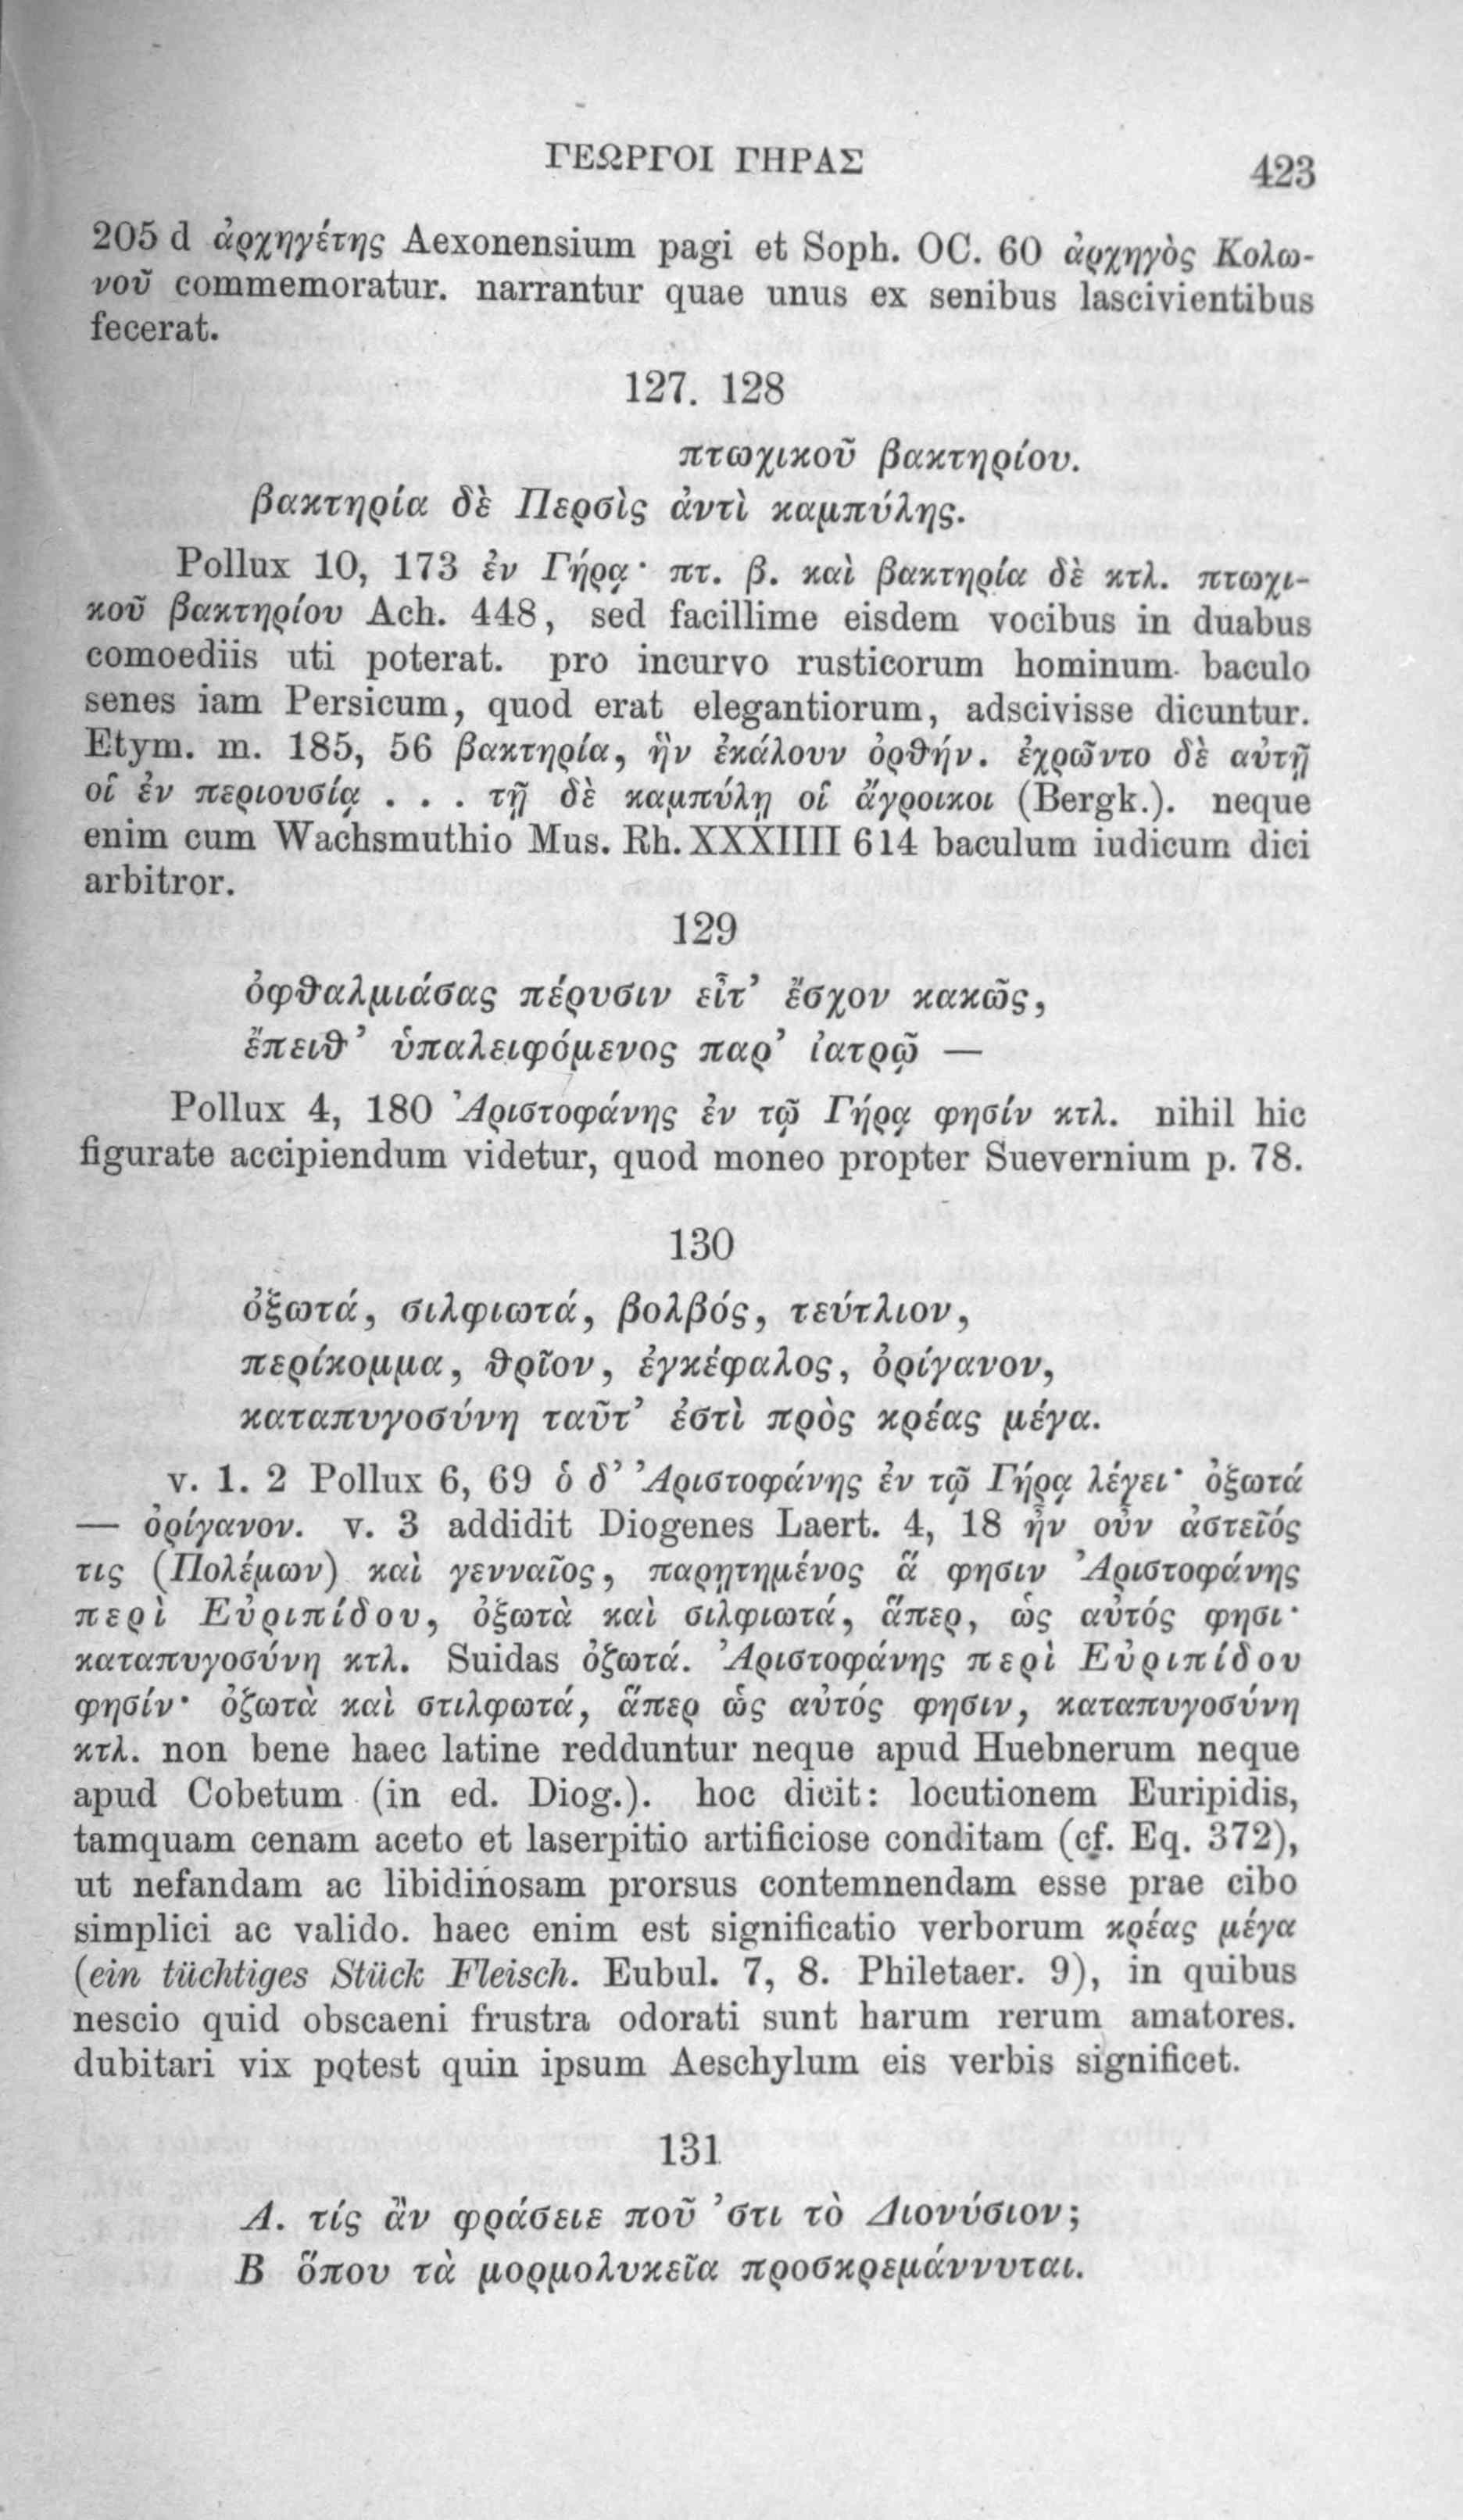 ΓΕΩΡΓΟΙ ΓΗΡΑΣ 423
205 d ἀρχηγέτης Aexonensium pagi et Soph. OC. 60 ἀρχηγὸς Κολω-
νοῦ commemoratur. narrantur quae unus ex senibus lascivientibus
fecerat.
127. 128
πτωχικοῦ βακτηρίου.
βακτηρία δὲ Περσὶς ἀντὶ καμπύλης.
Pollux 10, 173 ἐν Γήρᾳ· πτ. β. καὶ βακτηρία δὲ κτλ. πτωχι-
κοῦ βακτηρίου Ach. 448, sed facillime eisdem vocibus in duabus
comoediis uti poterat. pro incurvo rusticorum hominum baculo
senes iam Persicum, quod erat elegantiorum, adscivisse dicuntur.
Etym. m. 185, 56 βακτηρία, ἣν ἐκάλουν ὀρθήν. ἐχρῶντο δὲ αὐτῇ
οἱ ἐν περιουσίᾳ . . . τῇ δὲ καμπύλῃ οἱ ἄγροικοι (Bergk.). neque
enim cum Wachsmuthio Mus. Rh. XXXIIII 614 baculum iudicum dici
arbitror.
129
ὀφθαλμιάσας πέρυσιν εἶτ’ ἔσχον κακῶς,
ἔπειθ’ ὑπαλειφόμενος παρ’ ἰατρῷ —
Pollux 4, 180 Ἀριστοφάνης ἐν τῷ Γήρᾳ φησίν κτλ. nihil hic
figurate accipiendum videtur, quod moneo propter Suevernium p. 78.
130
ὀξωτά, σιλφιωτά, βολβός, τεύτλιον,
περίκομμα, θρῖον, ἐγκέφαλος, ὀρίγανον,
καταπυγοσύνη ταῦτ’ ἐστὶ πρὸς κρέας μέγα.
v. 1. 2 Pollux 6, 69 ὁ δ’ Ἀριστοφάνης ἐν τῷ Γήρᾳ λέγει· ὀξωτά
— ὀρίγανον. v. 3 addidit Diogenes Laert. 4, 18 ἦν οὖν ἀστεῖός
τις (Πολέμων) καὶ γενναῖος, παρῃτημένος ἅ φησιν Ἀριστοφάνης
περὶ Εὐριπίδου, ὀξωτὰ καὶ σιλφιωτά, ἅπερ, ὡς αὐτός φησι·
καταπυγοσύνη κτλ. Suidas ὀζωτά. Ἀριστοφάνης περὶ Εὐριπίδου
φησίν· ὀζωτὰ καὶ στιλφωτά, ἅπερ ὡς αὐτός φησιν, καταπυγοσύνη
κτλ. non bene haec latine redduntur neque apud Huebnerum neque
apud Cobetum (in ed. Diog.). hoc dicit: locutionem Euripidis,
tamquam cenam aceto et laserpitio artificiose conditam (cf. Eq. 372),
ut nefandam ac libidinosam prorsus contemnendam esse prae cibo
simplici ac valido. haec enim est significatio verborum κρέας μέγα
(ein tüchtiges Stück Fleisch. Eubul. 7, 8. Philetaer. 9), in quibus
nescio quid obscaeni frustra odorati sunt harum rerum amatores.
dubitari vix potest quin ipsum Aeschylum eis verbis significet.
131
Α. τίς ἂν φράσειε ποῦ ’στι τὸ Διονύσιον;
Β ὅπου τὰ μορμολυκεῖα προσκρεμάννυται.